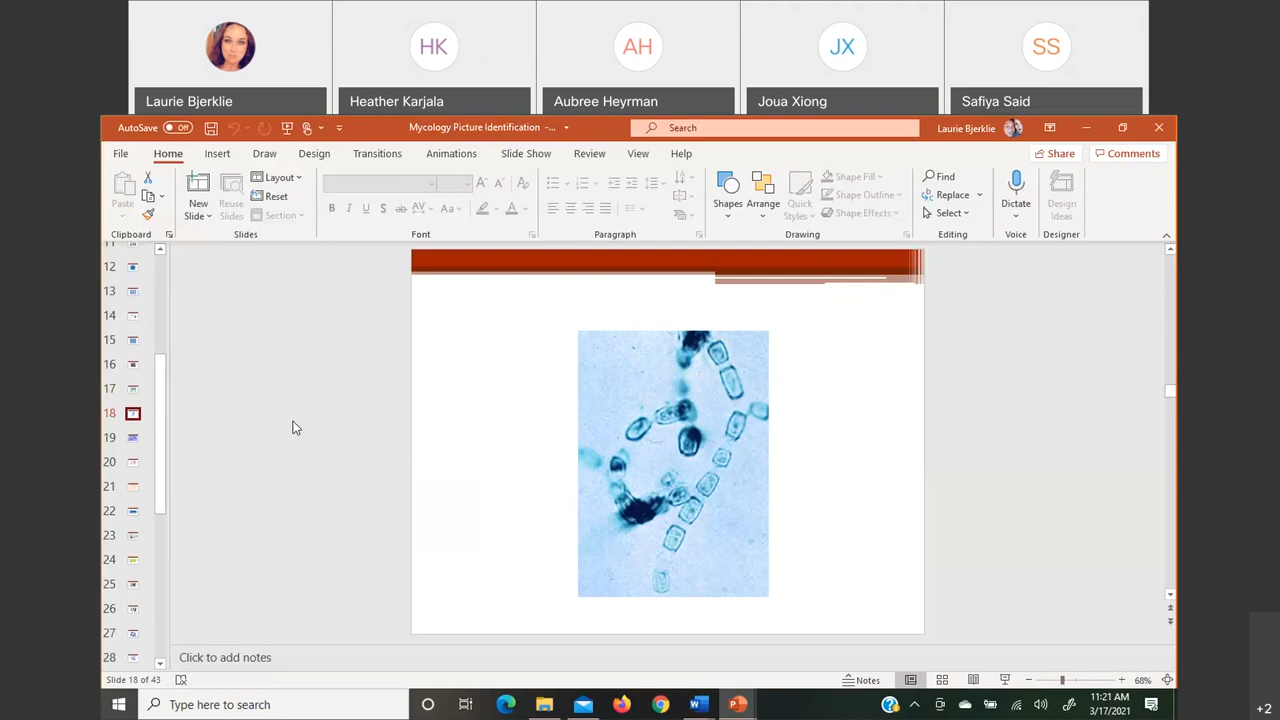 HK AH JX SS
Laurie Bjerklie Heather Karjala Aubree Heyrman Joua Xiong Safiya Said
AutoSave Off Mycology Picture Identification -... Search Laurie Bjerklie
File Home Insert Draw Design Transitions Animations Slide Show Review View Help Share Comments
Paste New Slide Reuse Slides Layout Reset Section
B I U S ab AV Aa A
Shapes Arrange Quick Styles Shape Fill Shape Outline Shape Effects
Find Replace Select Dictate Design Ideas
Clipboard Slides Font Paragraph Drawing Editing Voice Designer
11
12
13
14
15
16
17
18
19
20
21
22
23
24
25
26
27
28
Click to add notes
Slide 18 of 43 Notes 68%
Type here to search 11:21 AM
3/17/2021
+2